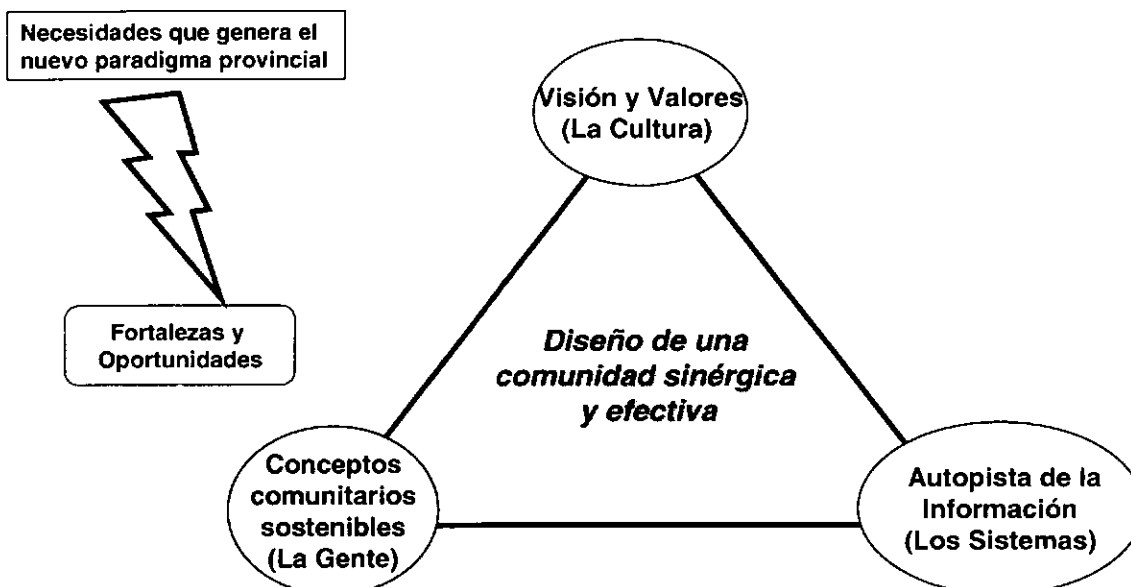 Necesidades que genera el
nuevo paradigma provincial
Visión y Valores
(La Cultura)
Fortalezas y
Oportunidades
Diseño de una
comunidad sinérgica
y efectiva
Conceptos
comunitarios
sostenibles
(La Gente)
Autopista de la
Información
(Los Sistemas)